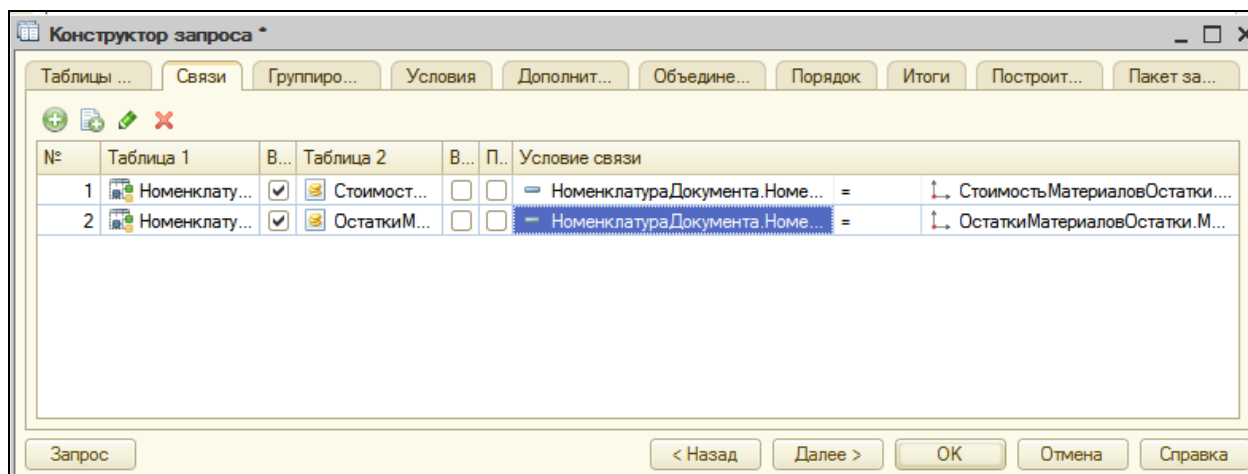 Конструктор запроса *
Таблицы ... Связи Группиро... Условия Дополнит... Объедине... Порядок Итоги Построит... Пакет за...
№ Таблица 1 В... Таблица 2 В... П.. Условие связи
1 Номенклату... Стоимост... НоменклатураДокумента.Номе... = СтоимостьМатериаловОстатки....
2 Номенклату... ОстаткиМ... НоменклатураДокумента.Номе... = ОстаткиМатериаловОстатки.М...
Запрос < Назад Далее > OK Отмена Справка